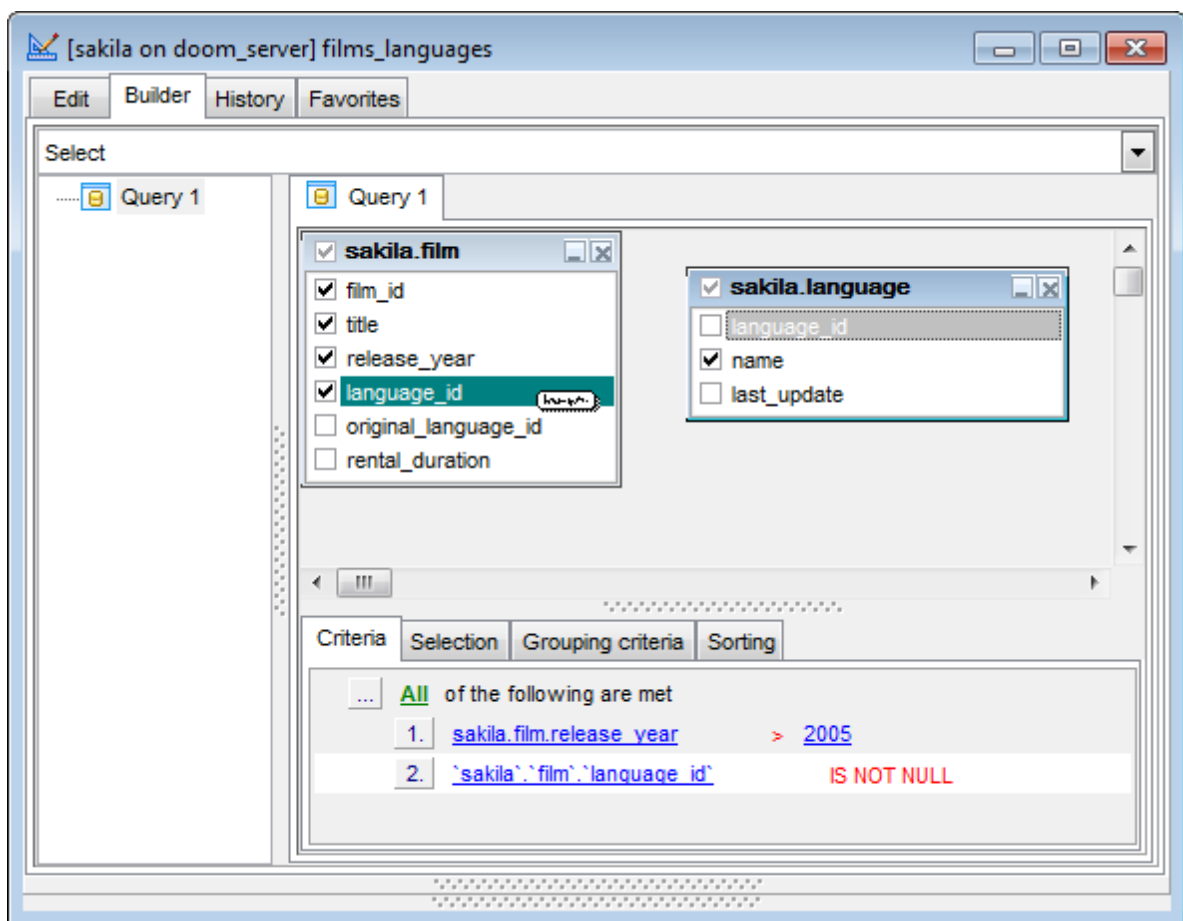 [sakila on doom_server] films_languages
Edit Builder History Favorites
Select
Query 1
Query 1
sakila.film
film_id
title
release_year
language_id
original_language_id
rental_duration
sakila.language
language_id
name
last_update
Criteria Selection Grouping criteria Sorting
... All of the following are met
1. sakila.film.release_year > 2005
2. `sakila`.`film`.`language_id` IS NOT NULL